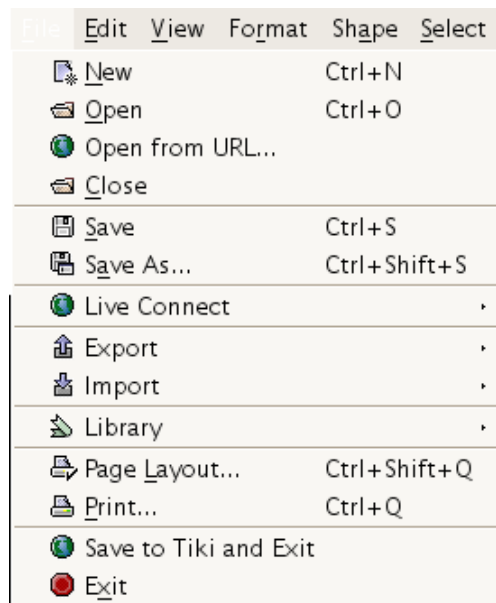 File Edit View Format Shape Select
New Ctrl+N
Open Ctrl+O
Open from URL...
Close
Save Ctrl+S
Save As... Ctrl+Shift+S
Live Connect
Export
Import
Library
Page Layout... Ctrl+Shift+Q
Print... Ctrl+Q
Save to Tiki and Exit
Exit